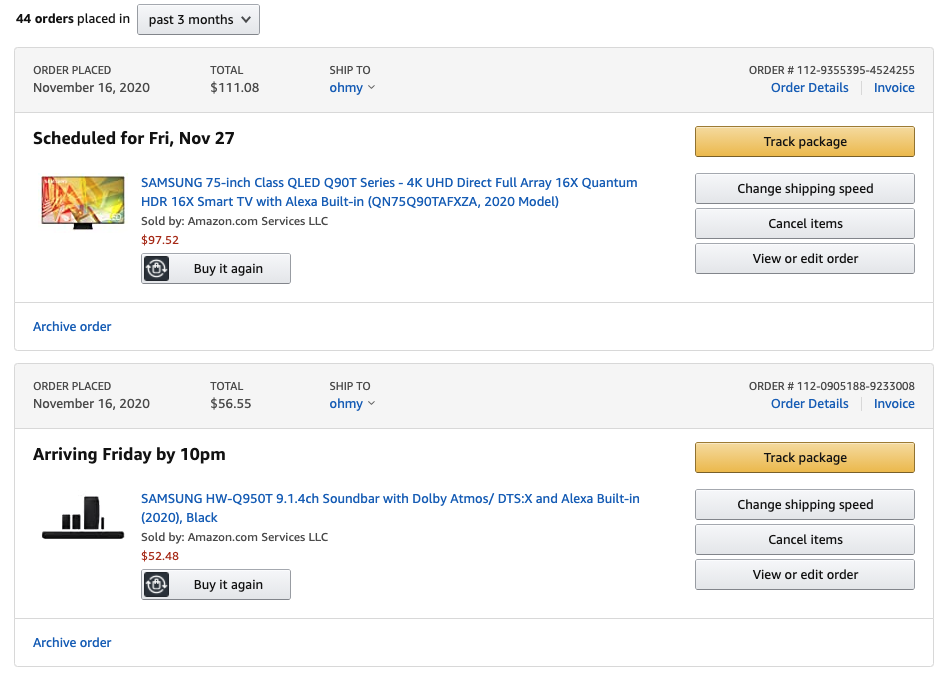 44 orders placed in past 3 months
ORDER PLACED TOTAL SHIP TO ORDER # 112-9355395-4524255
November 16, 2020 $111.08 ohmy Order Details Invoice
Scheduled for Fri, Nov 27
Track package
SAMSUNG 75-inch Class QLED Q90T Series - 4K UHD Direct Full Array 16X Quantum
HDR 16X Smart TV with Alexa Built-in (QN75Q90TAFXZA, 2020 Model)
Sold by: Amazon.com Services LLC
$97.52
Buy it again
Change shipping speed
Cancel items
View or edit order
Archive order
ORDER PLACED TOTAL SHIP TO ORDER # 112-0905188-9233008
November 16, 2020 $56.55 ohmy Order Details Invoice
Arriving Friday by 10pm
Track package
SAMSUNG HW-Q950T 9.1.4ch Soundbar with Dolby Atmos/ DTS:X and Alexa Built-in
(2020), Black
Sold by: Amazon.com Services LLC
$52.48
Buy it again
Change shipping speed
Cancel items
View or edit order
Archive order